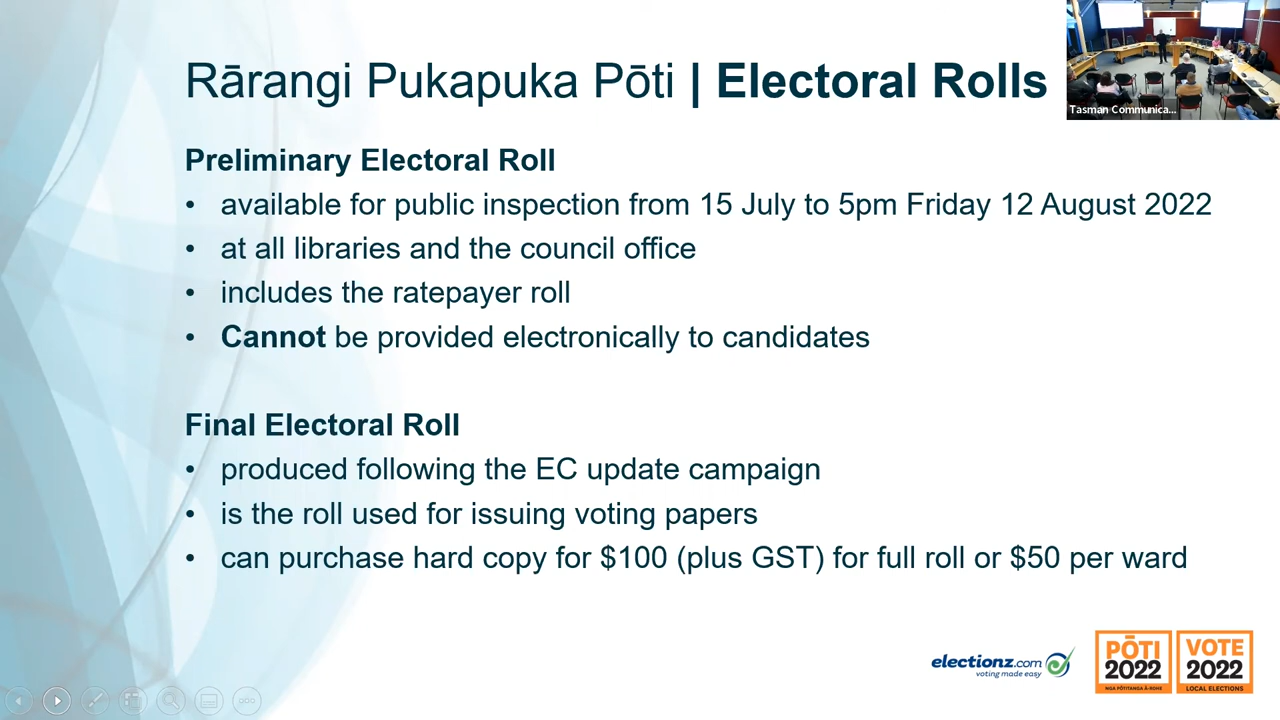 Rārangi Pukapuka Pōti | Electoral Rolls
Tasman Communica...
Preliminary Electoral Roll
• available for public inspection from 15 July to 5pm Friday 12 August 2022
• at all libraries and the council office
• includes the ratepayer roll
• Cannot be provided electronically to candidates
Final Electoral Roll
• produced following the EC update campaign
• is the roll used for issuing voting papers
• can purchase hard copy for $100 (plus GST) for full roll or $50 per ward
electionz.com
voting made easy
PŌTI
2022
NGA PŌTITANGA Ā-ROHE
VOTE
2022
LOCAL ELECTIONS